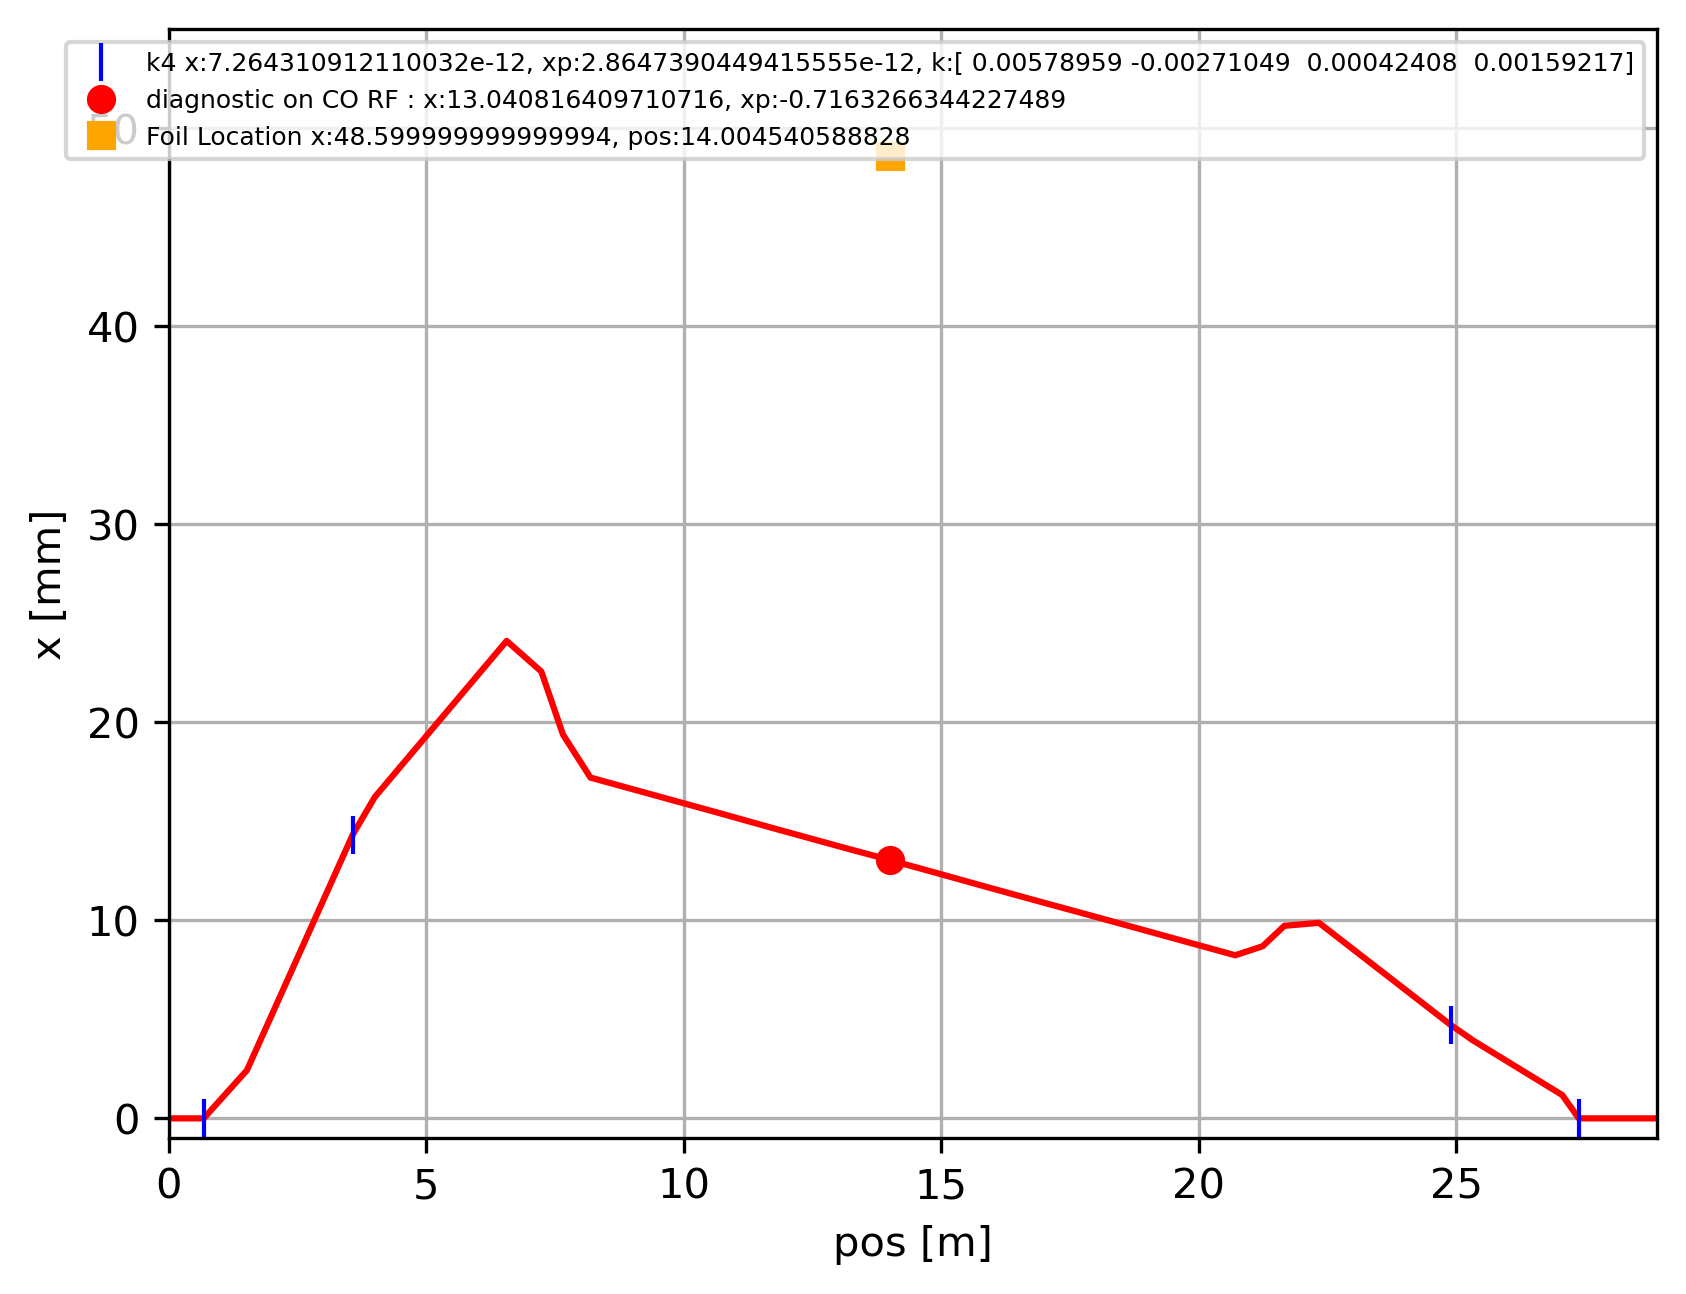 k4 x:7.264310912110032e-12, xp:2.8647390449415555e-12, k:[ 0.00578959 -0.00271049  0.00042408  0.00159217]
diagnostic on CO RF : x:13.040816409710716, xp:-0.7163266344227489
Foil Location x:48.599999999999994, pos:14.004540588828
50
40
30
20
10
0
x [mm]
0 5 10 15 20 25
pos [m]